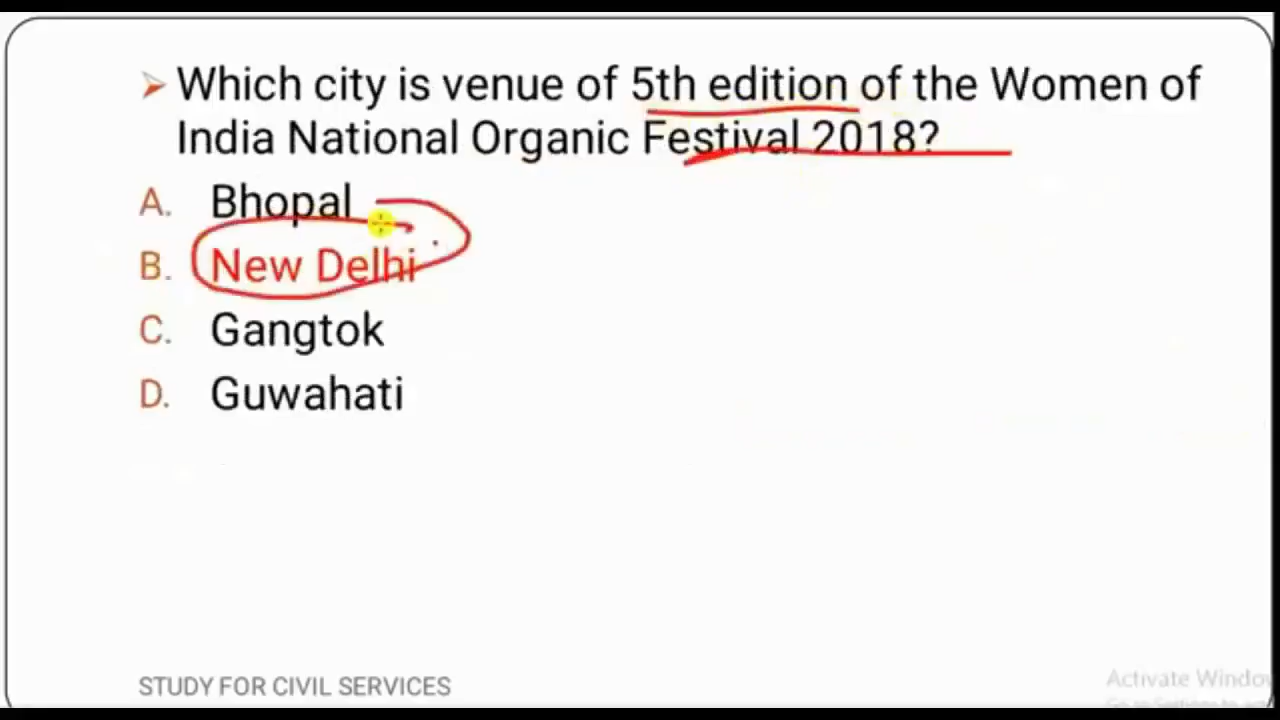 Which city is venue of 5th edition of the Women of
India National Organic Festival 2018?
A. Bhopal
B. New Delhi
C. Gangtok
D. Guwahati
STUDY FOR CIVIL SERVICES
Activate Window